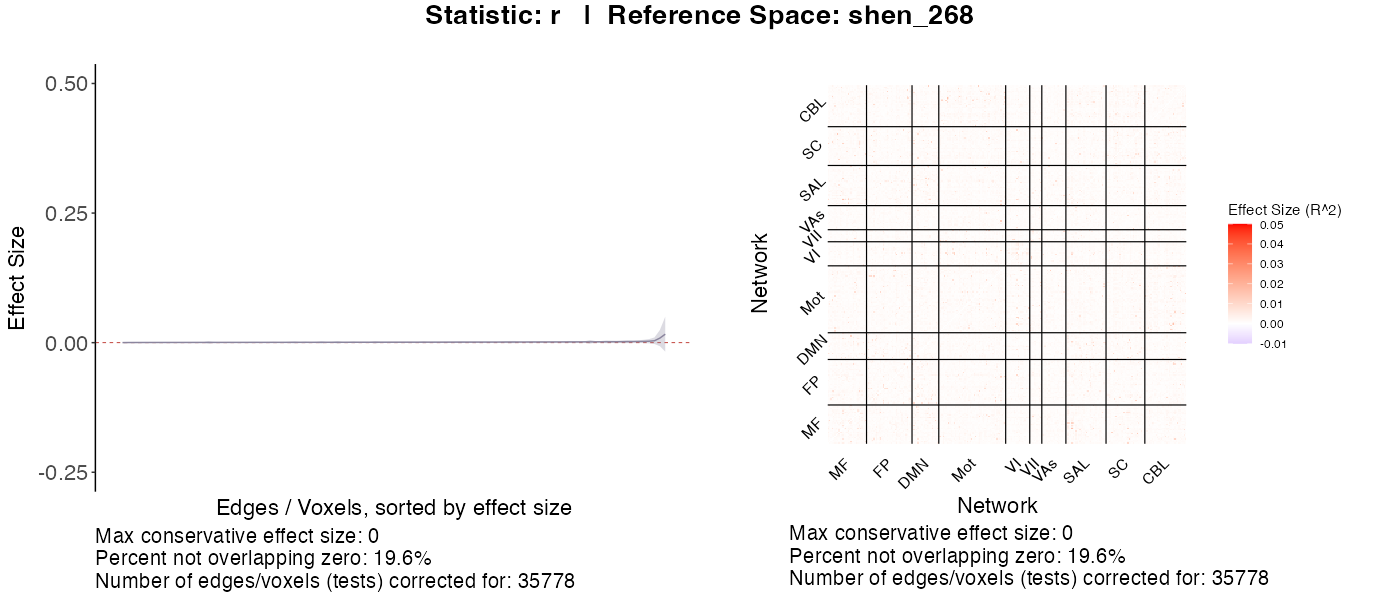 Statistic: r | Reference Space: shen_268
Effect Size
0.50
0.25
0.00
-0.25
Edges / Voxels, sorted by effect size
Max conservative effect size: 0
Percent not overlapping zero: 19.6%
Number of edges/voxels (tests) corrected for: 35778
Network
CBL
SC
SAL
VAs
VII
VI
Mot
DMN
FP
MF
MF
FP
DMN
Mot
VI
VII
VAs
SAL
SC
CBL
Network
Max conservative effect size: 0
Percent not overlapping zero: 19.6%
Number of edges/voxels (tests) corrected for: 35778
Effect Size (R^2)
0.05
0.04
0.03
0.02
0.01
0.00
-0.01